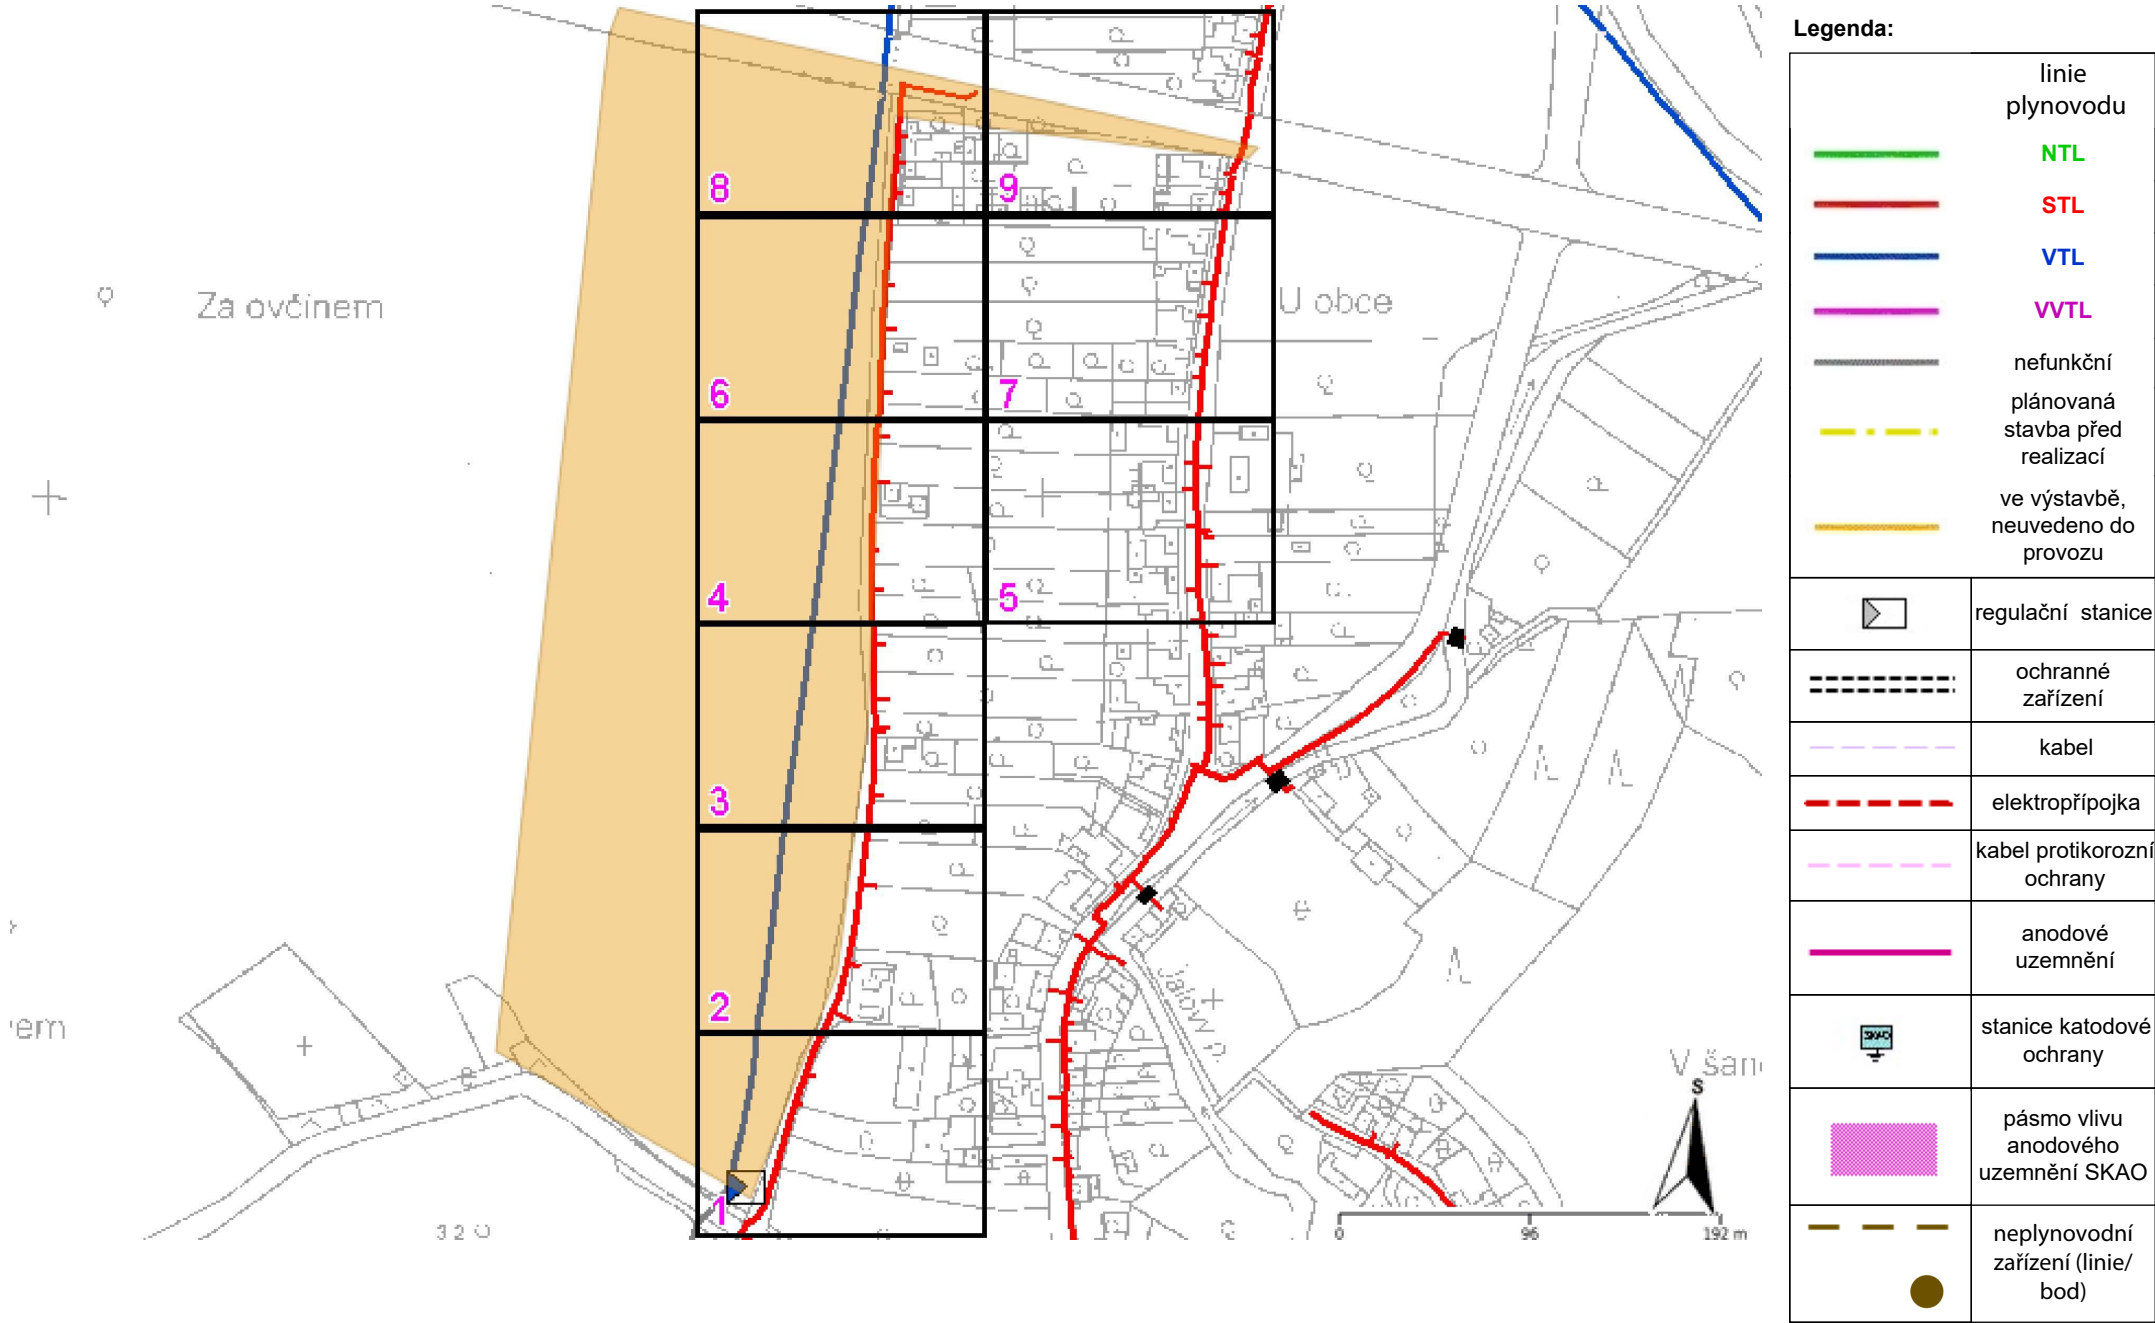 Legenda:
linie
plynovodu
NTL
STL
VTL
VVTL
nefunkční
plánovaná
stavba před
realizací
ve výstavbě,
neuvedeno do
provozu
regulační stanice
ochranné
zařízení
kabel
elektropřípojka
kabel protikorozní
ochrany
anodové
uzemnění
SKAO
stanice katodové
ochrany
pásmo vlivu
anodového
uzemnění SKAO
neplynovodní
zařízení (linie/
bod)
8
9
Za ovčínem
U obce
6
7
4
5
3
2
1
V šan
S
0
96
192 m